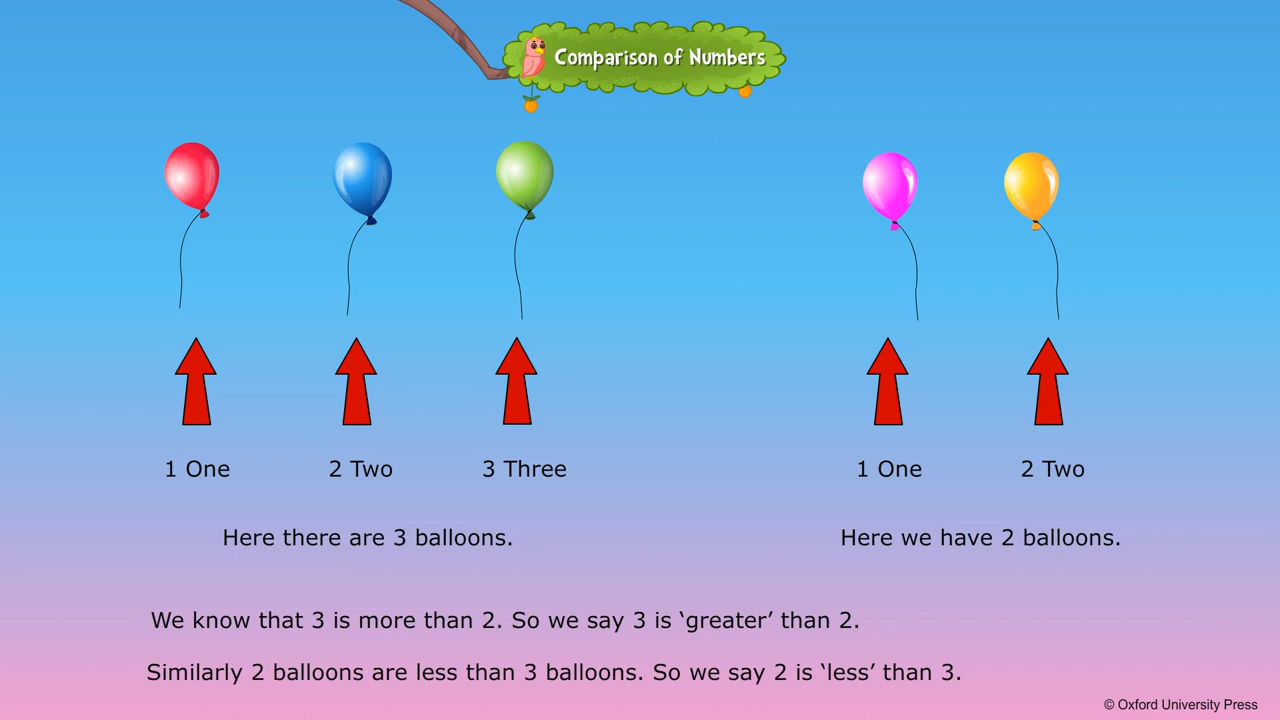 Comparison of Numbers
1 One 2 Two 3 Three 1 One 2 Two
Here there are 3 balloons. Here we have 2 balloons.
We know that 3 is more than 2. So we say 3 is ‘greater’ than 2.
Similarly 2 balloons are less than 3 balloons. So we say 2 is ‘less’ than 3.
© Oxford University Press